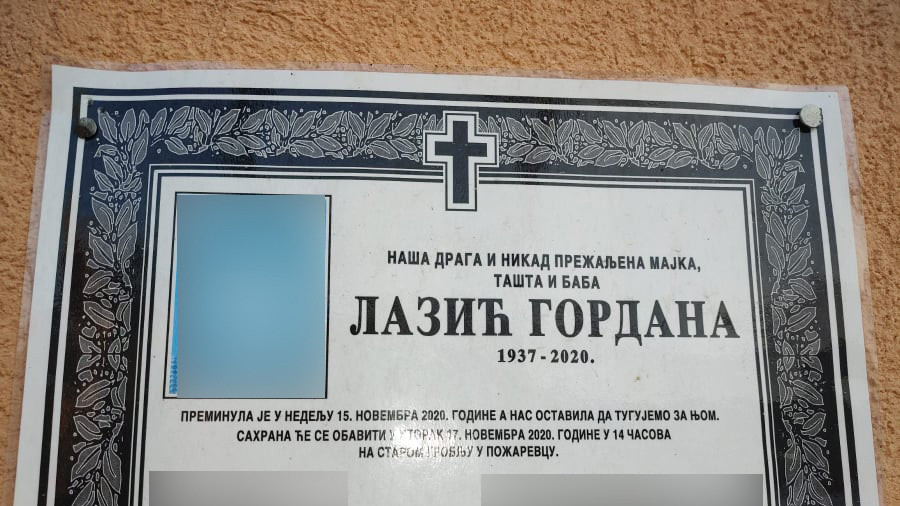 НАША ДРАГА И НИКАД ПРЕЖАЉЕНА МАЈКА,
ТАШТА И БАБА
ЛАЗИЋ ГОРДАНА
1937 - 2020.
ПРЕМИНУЛА ЈЕ У НЕДЕЉУ 15. НОВЕМБРА 2020. ГОДИНЕ А НАС ОСТАВИЛА ДА ТУГУЈЕМО ЗА ЊОМ.
САХРАНА ЋЕ СЕ ОБАВИТИ У УТОРАК 17. НОВЕМБРА 2020. ГОДИНЕ У 14 ЧАСОВА
НА СТАРОМ ГРОБЉУ У ПОЖАРЕВЦУ.